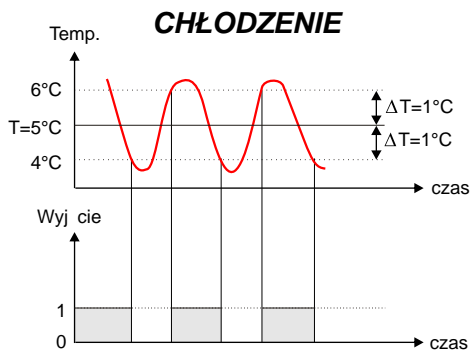 CHŁODZENIE
Temp.
6°C
ΔT=1°C
T=5°C
ΔT=1°C
4°C
czas
Wyj cie
1
0
czas